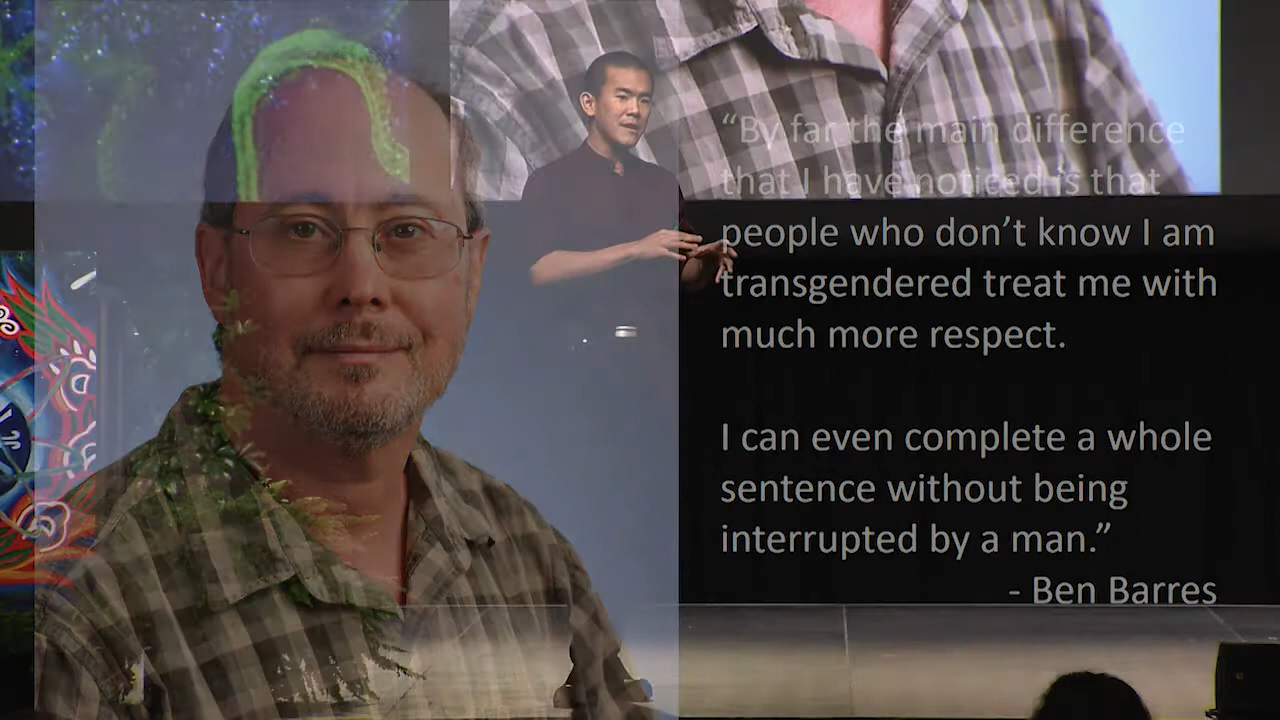 “By far the main difference
that I have noticed is that
people who don’t know I am
transgendered treat me with
much more respect.
I can even complete a whole
sentence without being
interrupted by a man.”
- Ben Barres